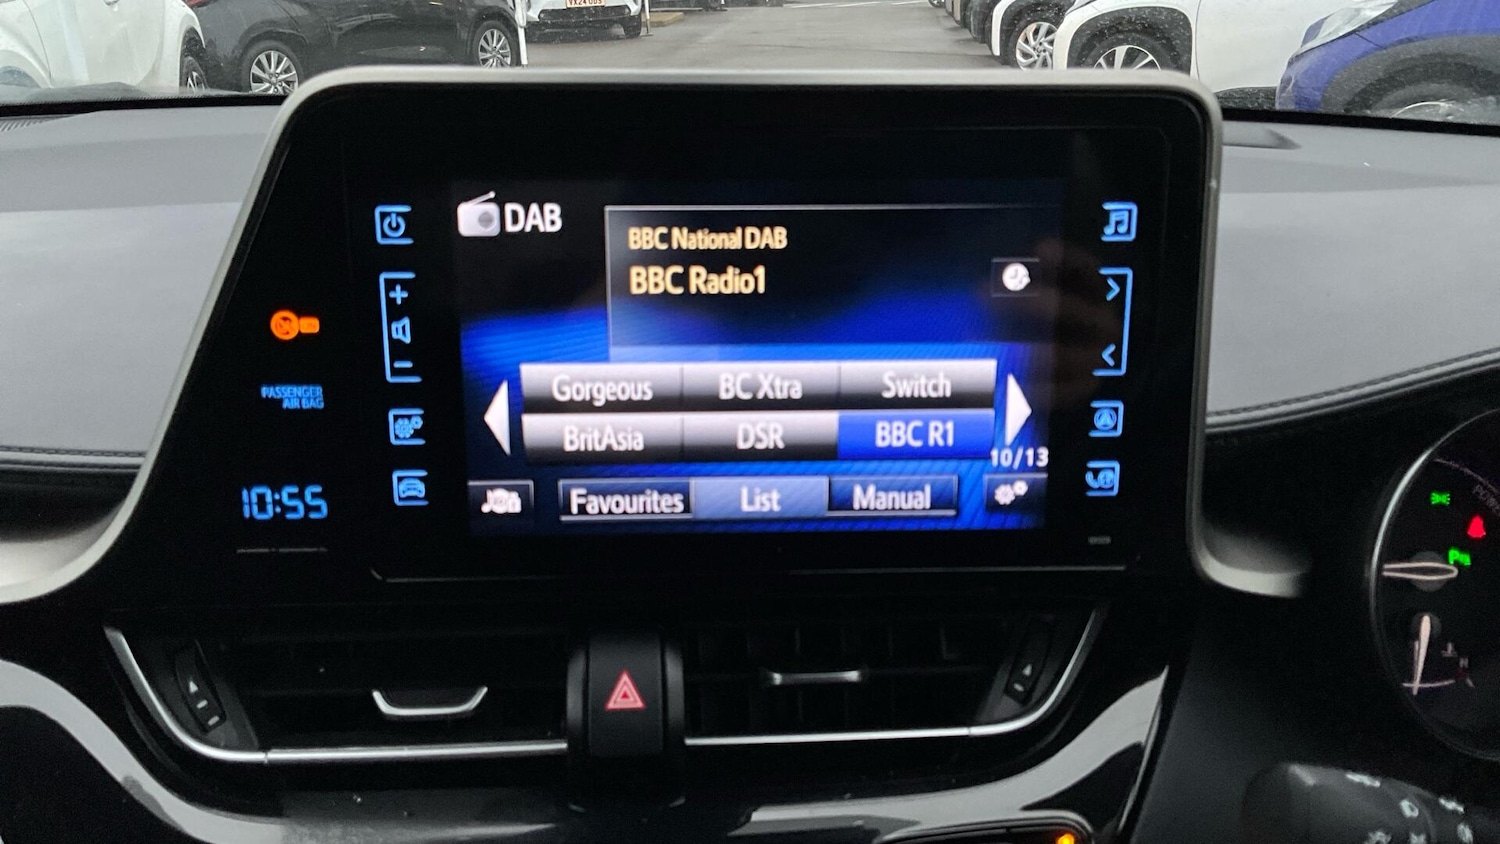 DAB
BBC National DAB
BBC Radio1
Gorgeous BC Xtra Switch
BritAsia DSR BBC R1
10/13
Favourites List Manual
PASSENGER
AIR BAG
10:55